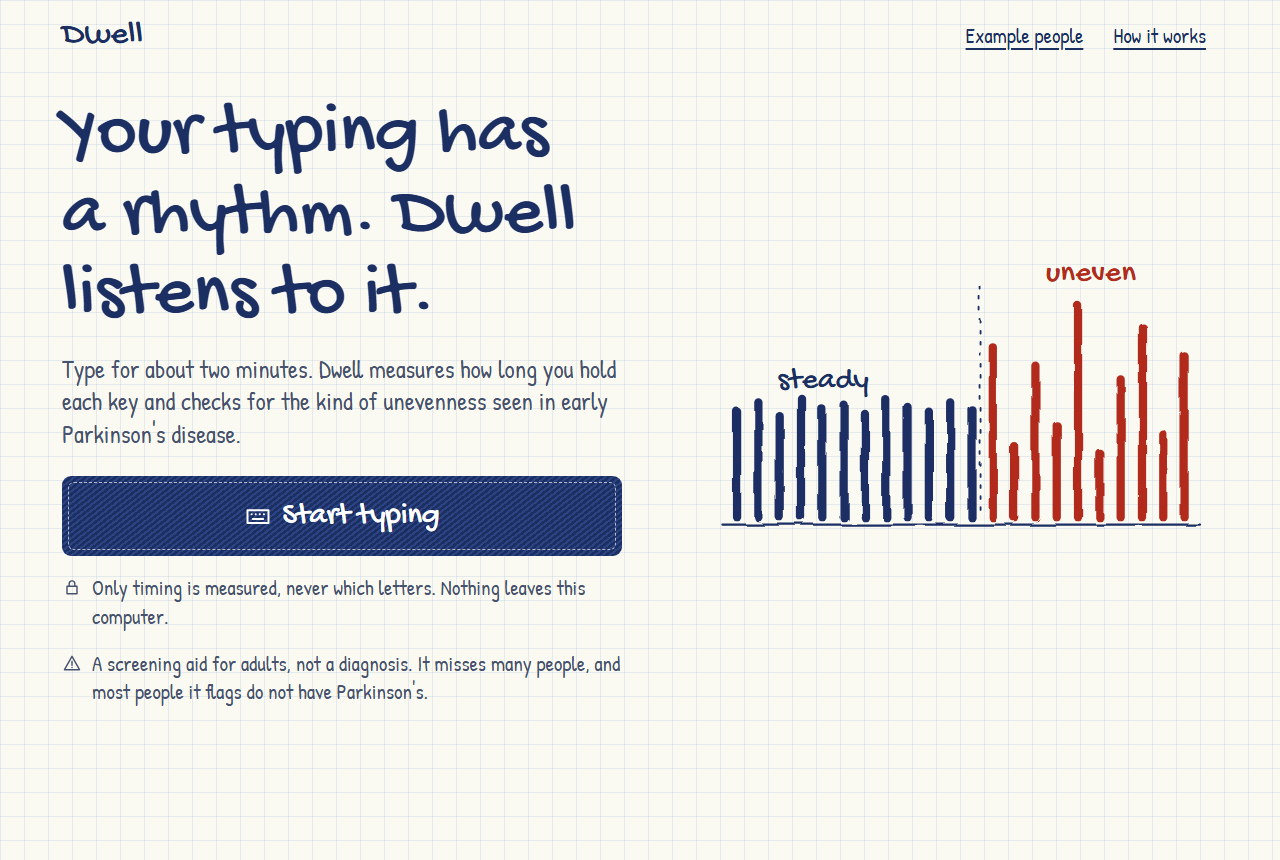 Dwell
Example people
How it works
Your typing has
a rhythm. Dwell
listens to it.
Type for about two minutes. Dwell measures how long you hold
each key and checks for the kind of unevenness seen in early
Parkinson's disease.
Start typing
Only timing is measured, never which letters. Nothing leaves this
computer.
A screening aid for adults, not a diagnosis. It misses many people, and
most people it flags do not have Parkinson's.
steady
uneven